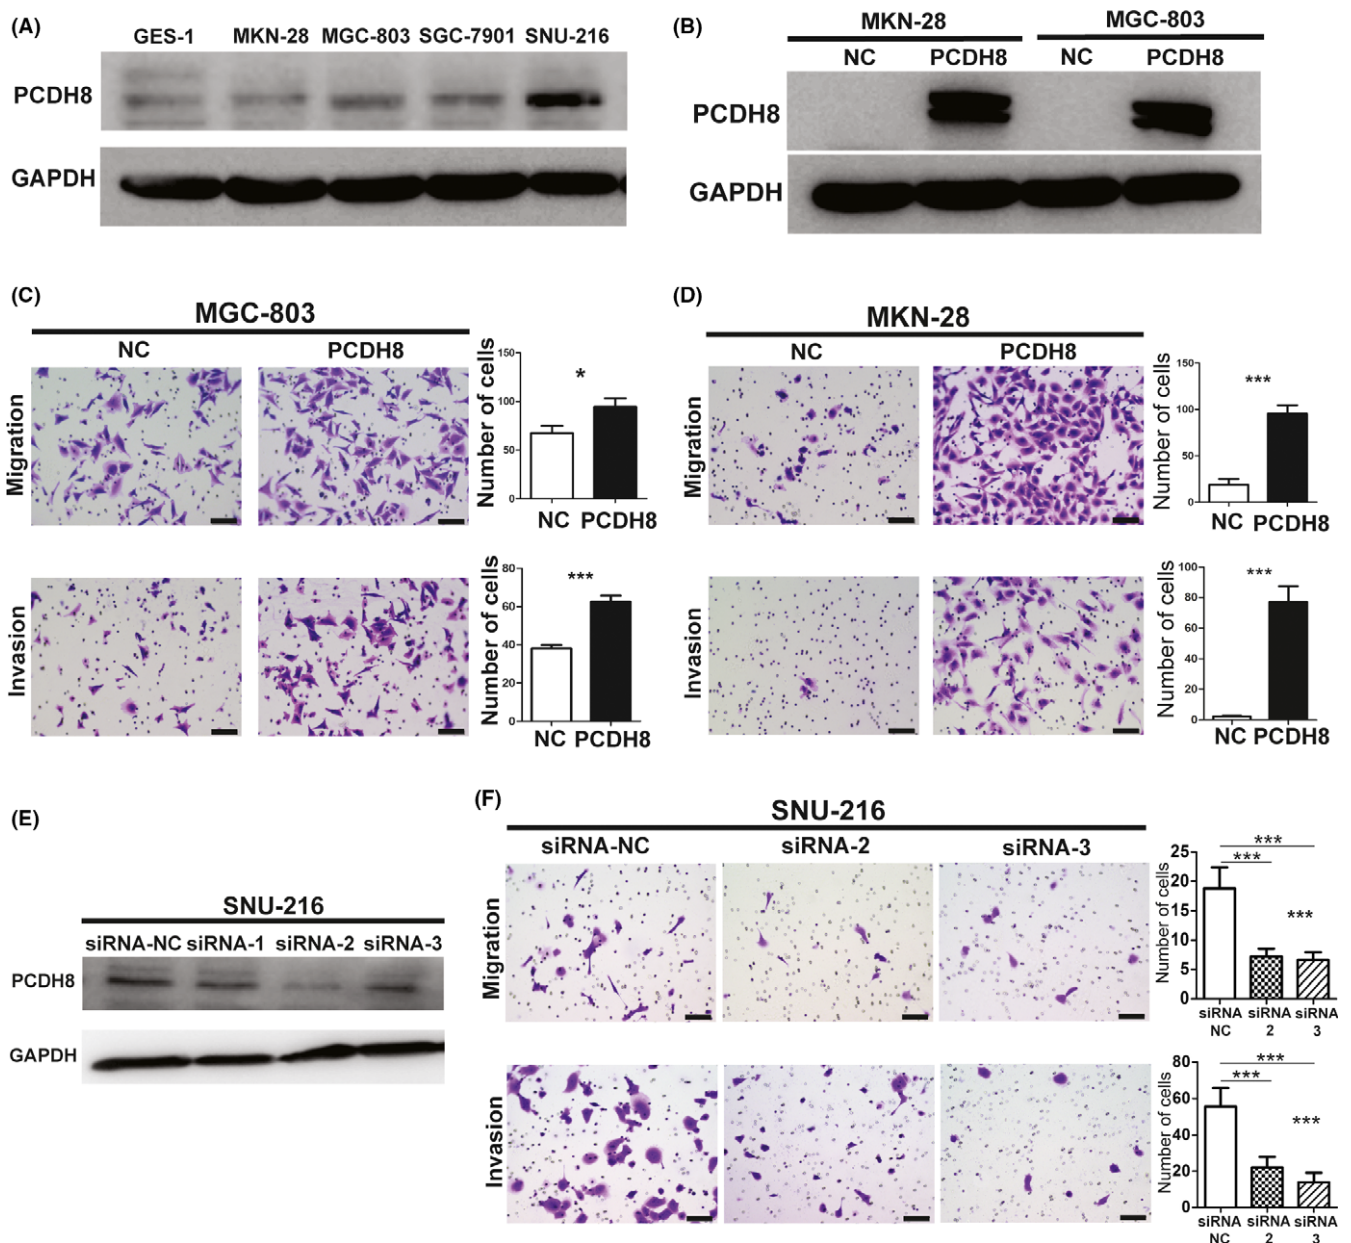 (A)
GES-1 MKN-28 MGC-803 SGC-7901 SNU-216
PCDH8
GAPDH
(B)
MKN-28 MGC-803
NC PCDH8 NC PCDH8
PCDH8
GAPDH
(C)
MGC-803
NC PCDH8
Migration
Number of cells
150
100
50
0
*
NC PCDH8
Invasion
Number of cells
80
60
40
20
0
***
NC PCDH8
(D)
MKN-28
NC PCDH8
Migration
Number of cells
150
100
50
0
***
NC PCDH8
Invasion
Number of cells
100
80
60
40
20
0
***
NC PCDH8
(E)
SNU-216
siRNA-NC siRNA-1 siRNA-2 siRNA-3
PCDH8
GAPDH
(F)
SNU-216
siRNA-NC siRNA-2 siRNA-3
Migration
Number of cells
25
20
15
10
5
0
***
***
***
siRNA siRNA siRNA
NC 2 3
Invasion
Number of cells
80
60
40
20
0
***
***
***
siRNA siRNA siRNA
NC 2 3